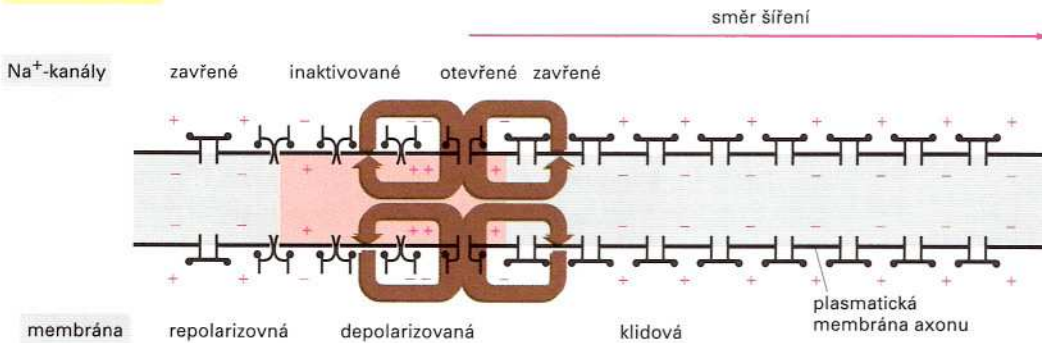 směr šíření
Na+-kanály zavřené inaktivované otevřené zavřené
plasmatická
membrána axonu
membrána repolarizovná depolarizovaná klidová